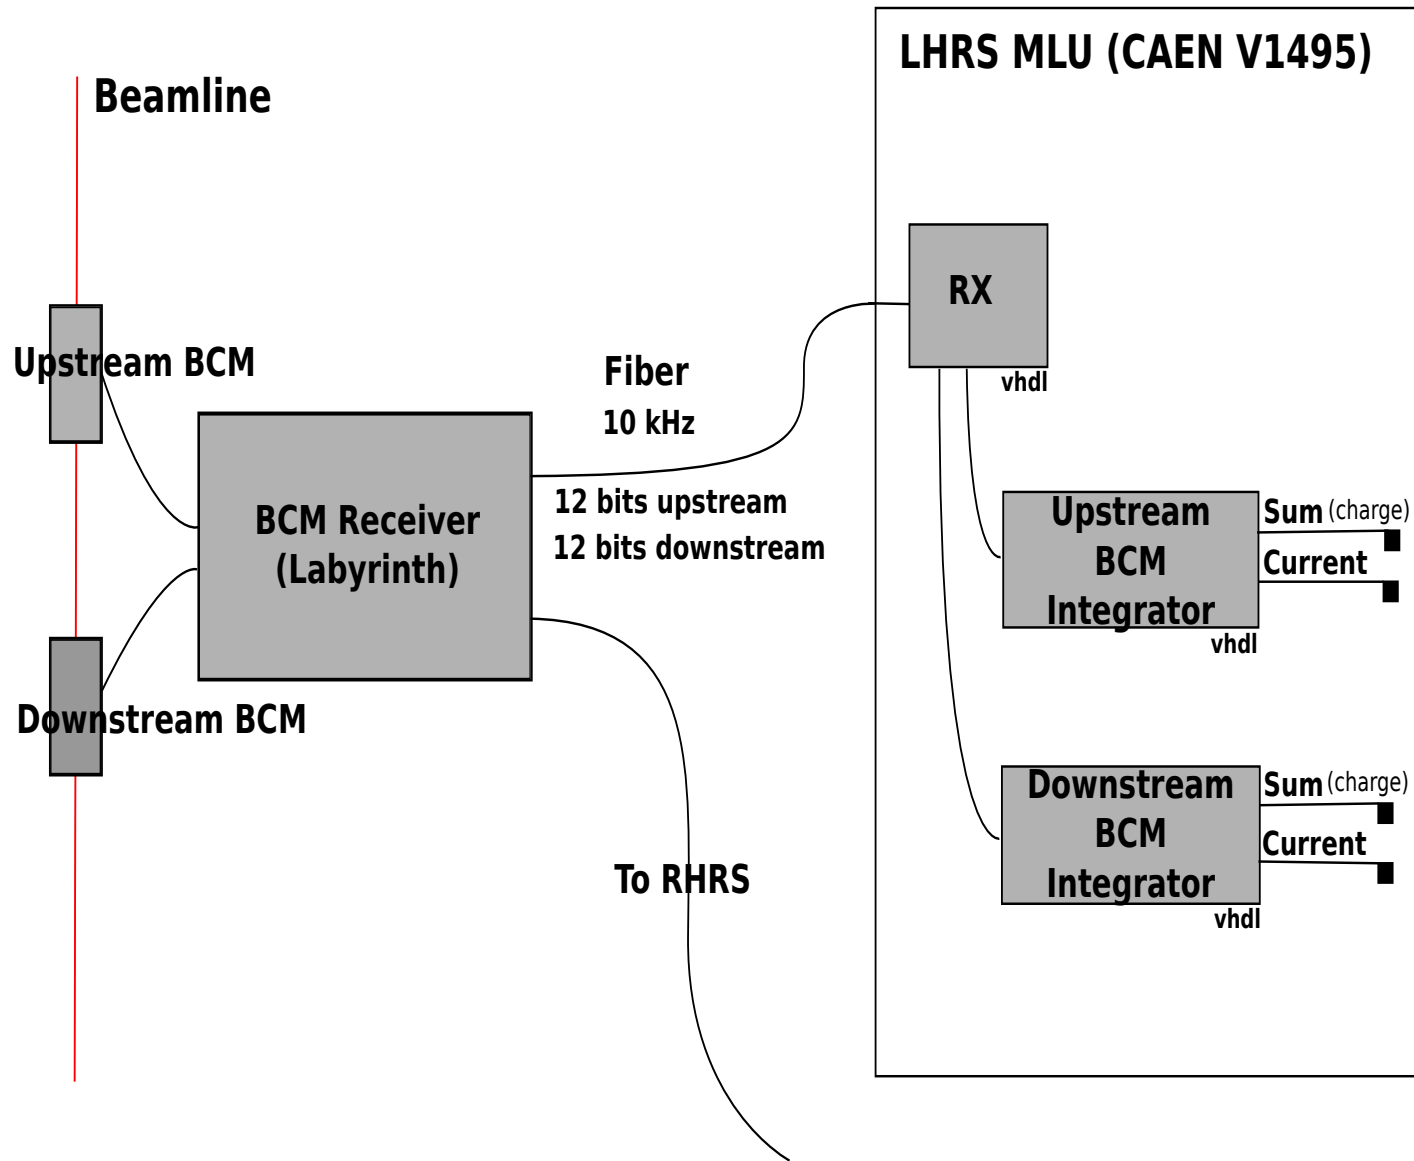 LHRS MLU (CAEN V1495)
Beamline
RX
vhdl
Upstream BCM
Fiber
10 kHz
BCM Receiver
(Labyrinth)
12 bits upstream
12 bits downstream
Upstream
BCM
Integrator
vhdl
Sum (charge)
Current
Downstream BCM
Downstream
BCM
Integrator
vhdl
Sum (charge)
Current
To RHRS